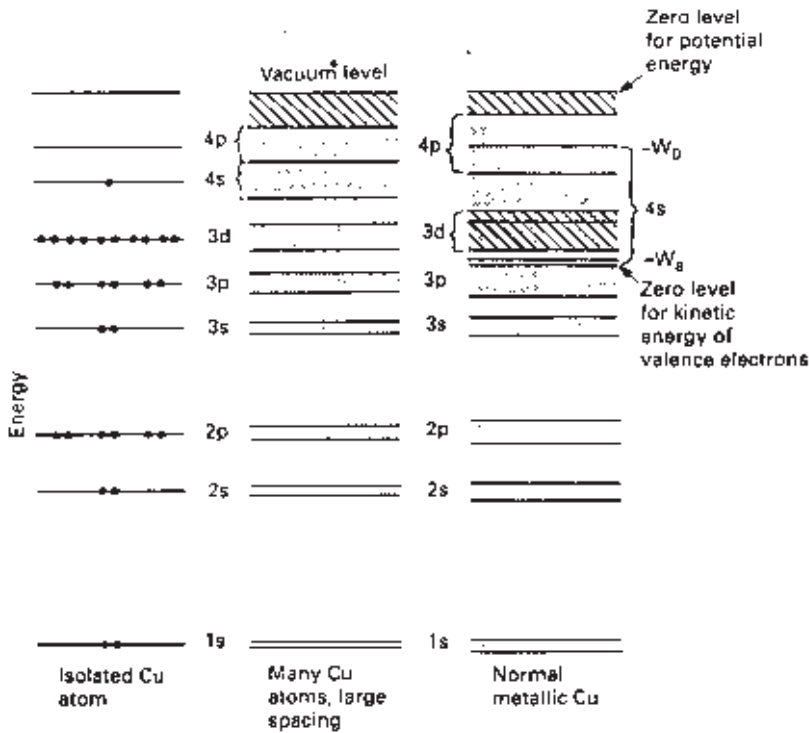 Zero level
for potential
energy
Vacuum level
4p
4p
-W₀
4s
4s
3d
3d
-Wₐ
3p
3p
Zero level
for kinetic
energy of
valence electrons
3s
3s
Energy
2p
2p
2s
2s
1s
1s
Isolated Cu
atom
Many Cu
atoms, large
spacing
Normal
metallic Cu